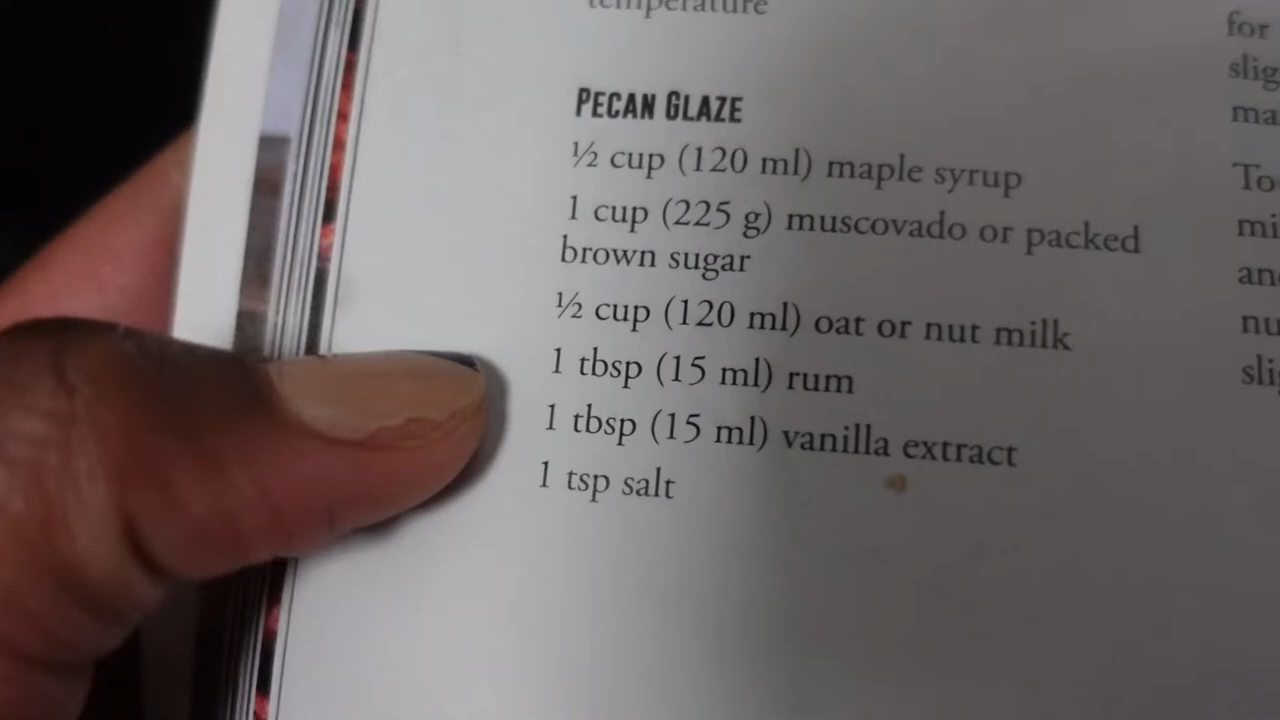 temperature
PECAN GLAZE
½ cup (120 ml) maple syrup
1 cup (225 g) muscovado or packed
brown sugar
½ cup (120 ml) oat or nut milk
1 tbsp (15 ml) rum
1 tbsp (15 ml) vanilla extract
1 tsp salt
for
To